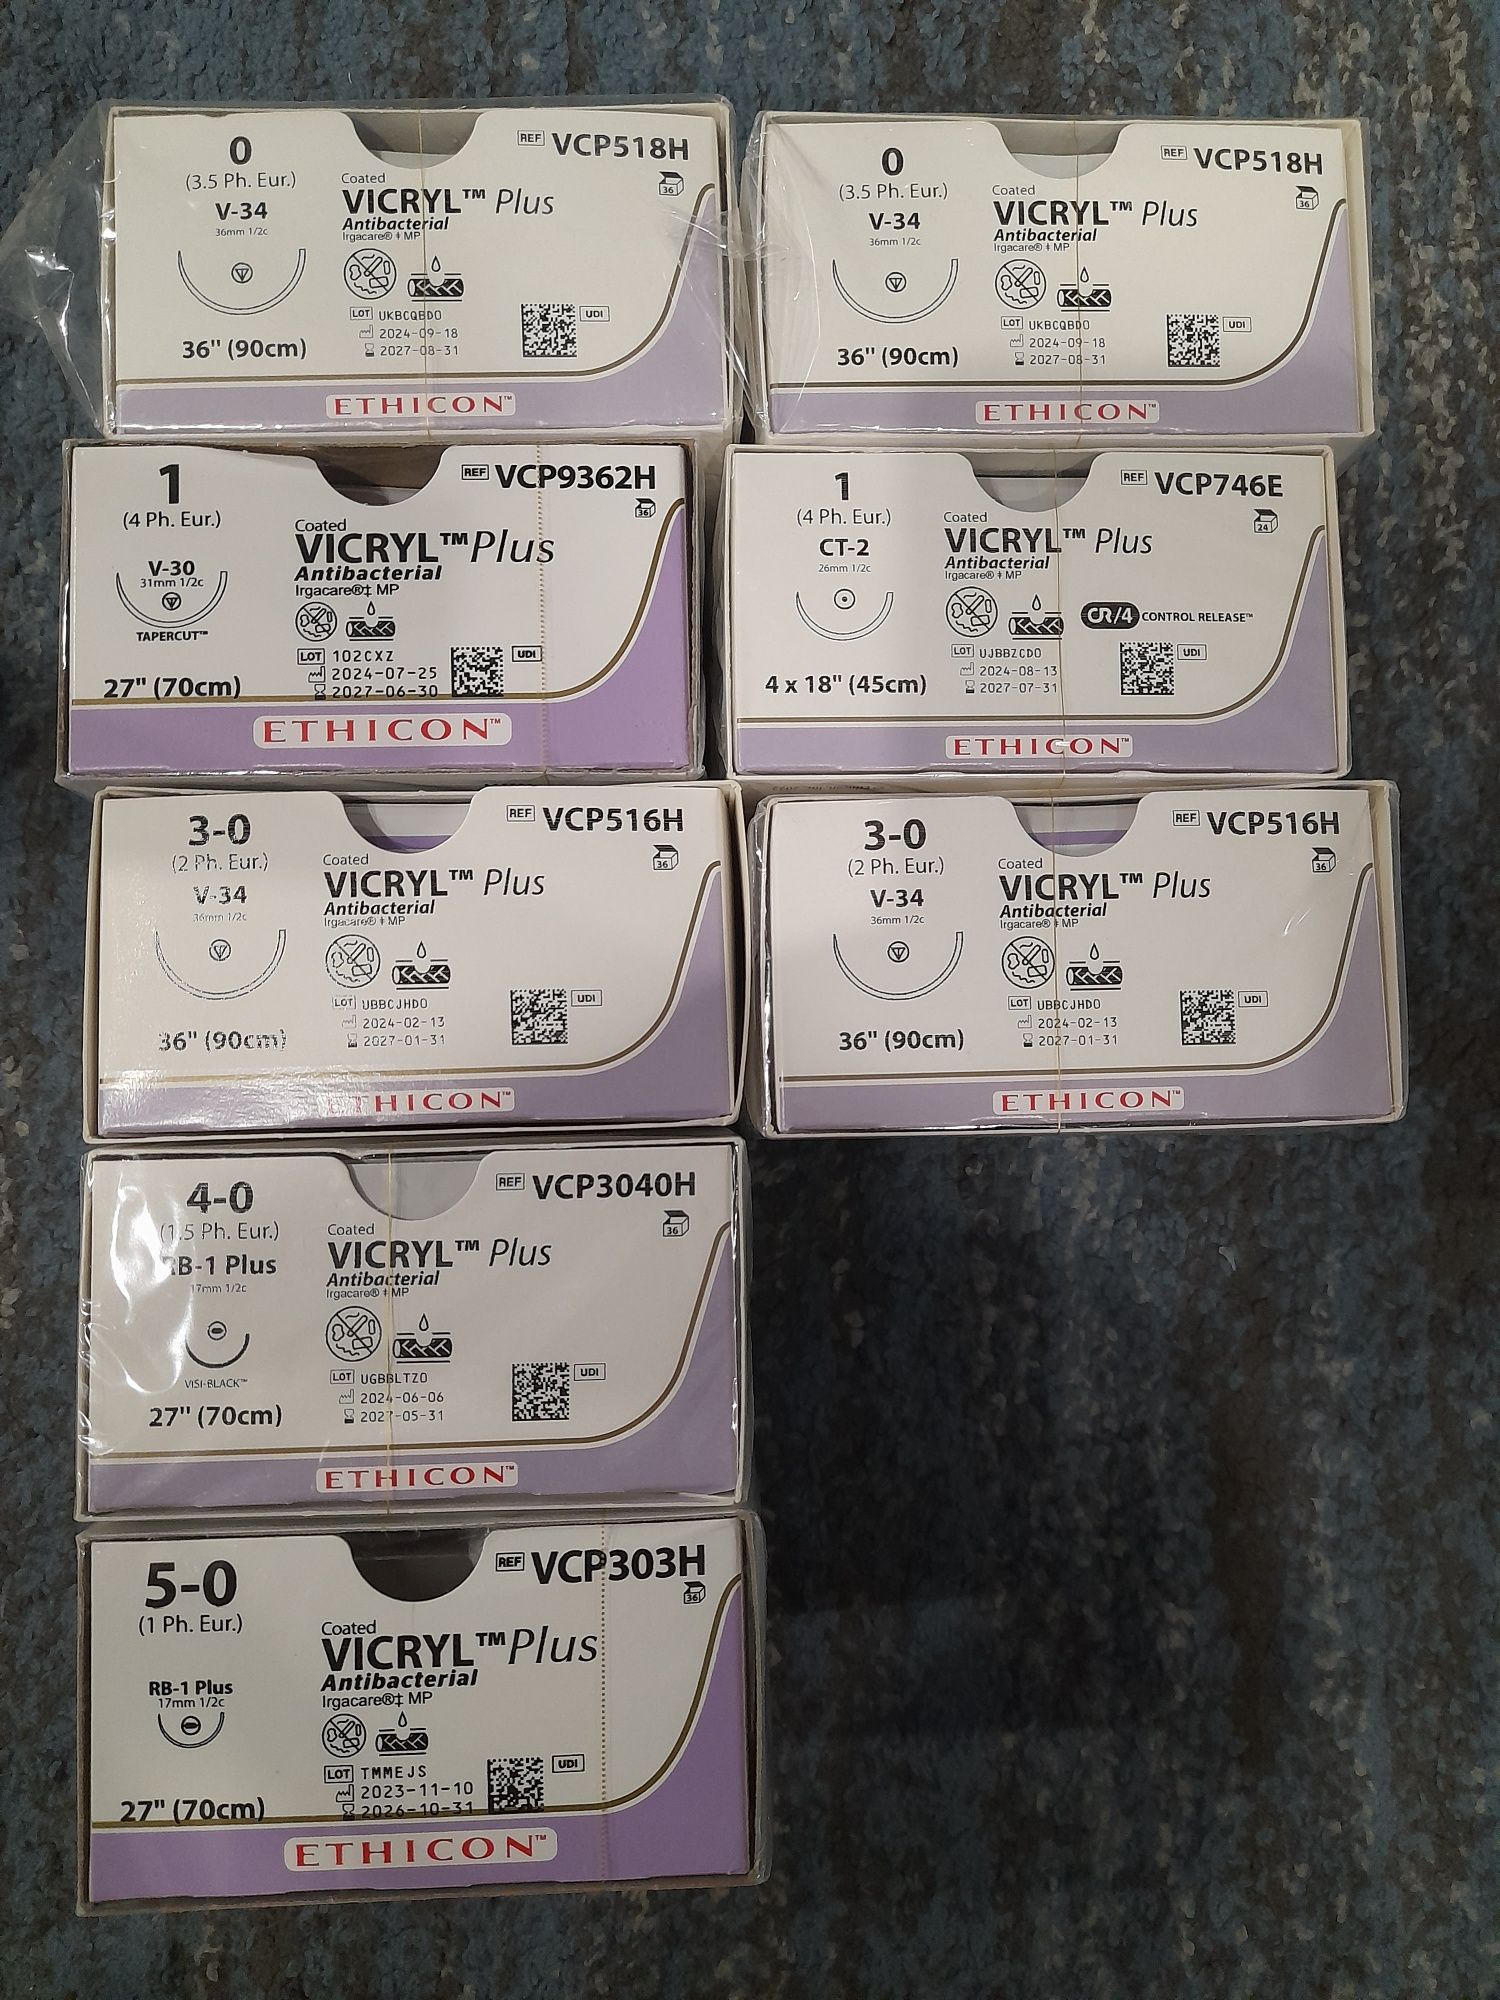 0
(3.5 Ph. Eur.)
V-34
36mm 1/2c
36" (90cm)
REF VCP518H
36
Coated
VICRYL™ Plus
Antibacterial
Irgacare® ‡ MP
LOT UKBCQBD0
2024-09-18
2027-08-31
UDI
ETHICON™
0
(3.5 Ph. Eur.)
V-34
36mm 1/2c
36" (90cm)
REF VCP518H
36
Coated
VICRYL™ Plus
Antibacterial
Irgacare® ‡ MP
LOT UKBCQBD0
2024-09-18
2027-08-31
UDI
ETHICON™
1
(4 Ph. Eur.)
V-30
31mm 1/2c
TAPERCUT™
27" (70cm)
REF VCP9362H
36
Coated
VICRYL™ Plus
Antibacterial
Irgacare®‡ MP
LOT 102CXZ
2024-07-25
2027-06-30
UDI
ETHICON™
1
(4 Ph. Eur.)
CT-2
26mm 1/2c
4 x 18" (45cm)
REF VCP746E
24
Coated
VICRYL™ Plus
Antibacterial
Irgacare® ‡ MP
CR/4 CONTROL RELEASE™
LOT UJBBZCD0
2024-08-13
2027-07-31
UDI
ETHICON™
3-0
(2 Ph. Eur.)
V-34
36mm 1/2c
36" (90cm)
REF VCP516H
36
Coated
VICRYL™ Plus
Antibacterial
Irgacare® ‡ MP
LOT UBBCJHD0
2024-02-13
2027-01-31
UDI
ETHICON™
3-0
(2 Ph. Eur.)
V-34
36mm 1/2c
36" (90cm)
REF VCP516H
36
Coated
VICRYL™ Plus
Antibacterial
Irgacare® ‡ MP
LOT UBBCJHD0
2024-02-13
2027-01-31
UDI
ETHICON™
4-0
(1.5 Ph. Eur.)
RB-1 Plus
17mm 1/2c
VISI-BLACK™
27" (70cm)
REF VCP3040H
36
Coated
VICRYL™ Plus
Antibacterial
Irgacare® ‡ MP
LOT UGBBLTZ0
2024-06-06
2027-05-31
UDI
ETHICON™
5-0
(1 Ph. Eur.)
RB-1 Plus
17mm 1/2c
27" (70cm)
REF VCP303H
36
Coated
VICRYL™ Plus
Antibacterial
Irgacare®‡ MP
LOT TMMEJS
2023-11-10
2026-10-31
UDI
ETHICON™